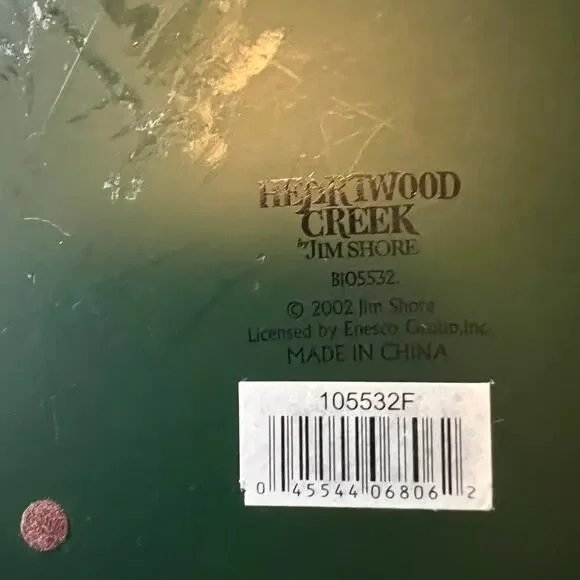 HEARTWOOD
CREEK
by JIM SHORE
B105532.
© 2002 Jim Shore
Licensed by Enesco Group, Inc.
MADE IN CHINA
105532F
0 45544 06806 2